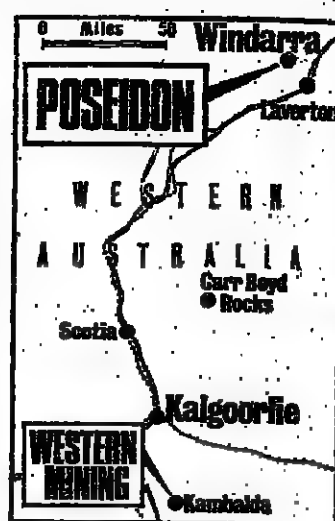 0 Miles 50
Windarra
POSEIDON
Laverton
WESTERN
AUSTRALIA
Carr Boyd
Rocks
Scotia
Kalgoorlie
WESTERN
MINING
Kambalda